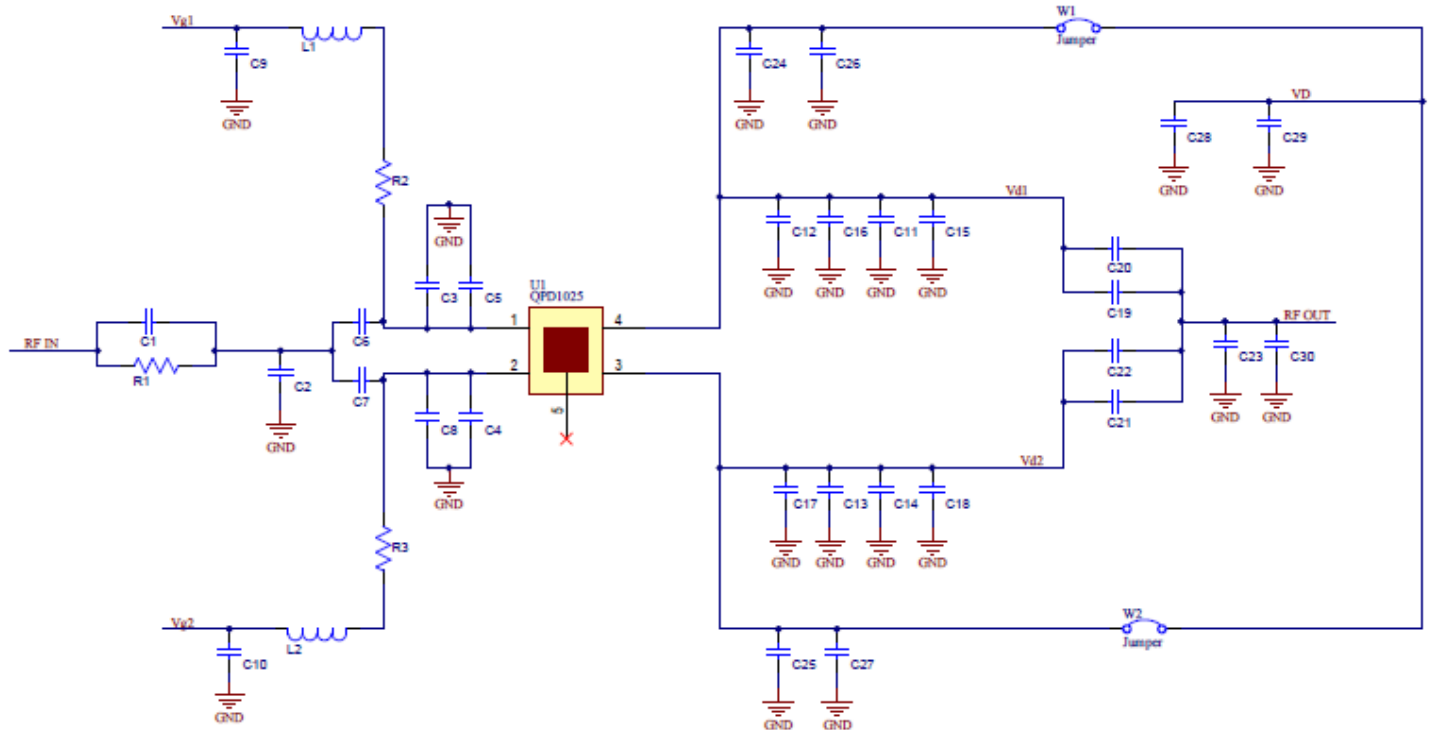 Vg1
L1
C9
GND
W1
Jumper
C24
C26
GND
GND
VD
C28
C29
GND
GND
R2
GND
Vd1
C12
C16
C11
C15
GND
GND
GND
GND
C20
C19
C3
C5
U1
QPD1025
1
4
2
3
5
RF IN
C1
R1
C2
GND
C6
C7
C8
C4
GND
RF OUT
C23
C30
GND
GND
C22
C21
Vd2
C17
C13
C14
C18
GND
GND
GND
GND
R3
Vg2
L2
C10
GND
W2
Jumper
C25
C27
GND
GND